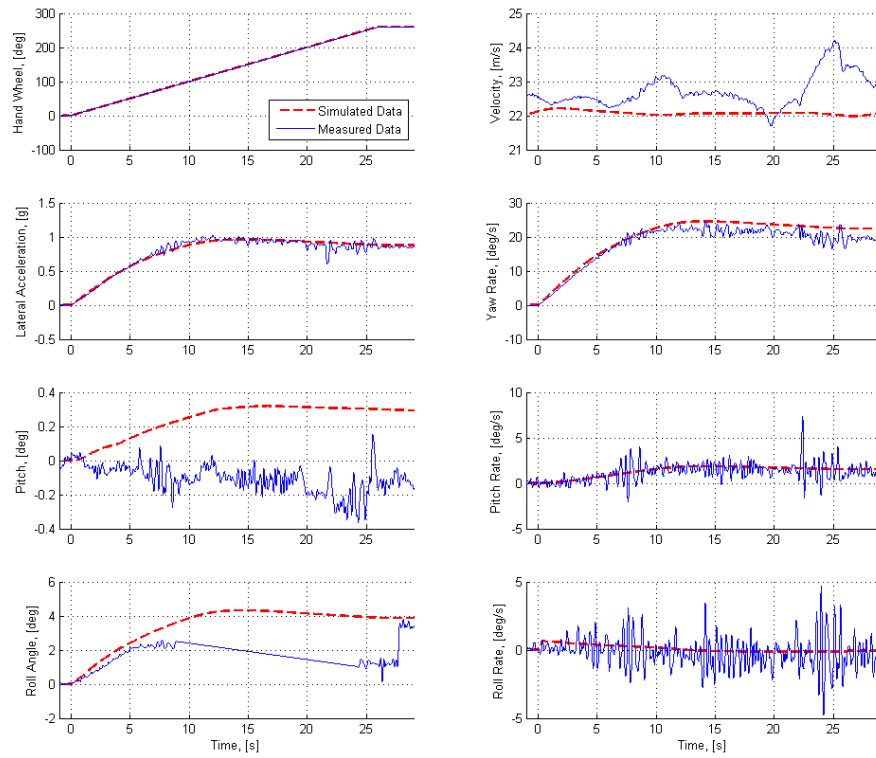 300
200
100
0
-100
Hand Wheel, [deg]
0 5 10 15 20 25
Simulated Data
Measured Data
25
24
23
22
21
Velocity, [m/s]
0 5 10 15 20 25
1.5
1
0.5
0
-0.5
Lateral Acceleration, [g]
0 5 10 15 20 25
30
20
10
0
-10
Yaw Rate, [deg/s]
0 5 10 15 20 25
0.4
0.2
0
-0.2
-0.4
Pitch, [deg]
0 5 10 15 20 25
10
5
0
-5
Pitch Rate, [deg/s]
0 5 10 15 20 25
6
4
2
0
-2
Roll Angle, [deg]
0 5 10 15 20 25
Time, [s]
5
0
-5
Roll Rate, [deg/s]
0 5 10 15 20 25
Time, [s]